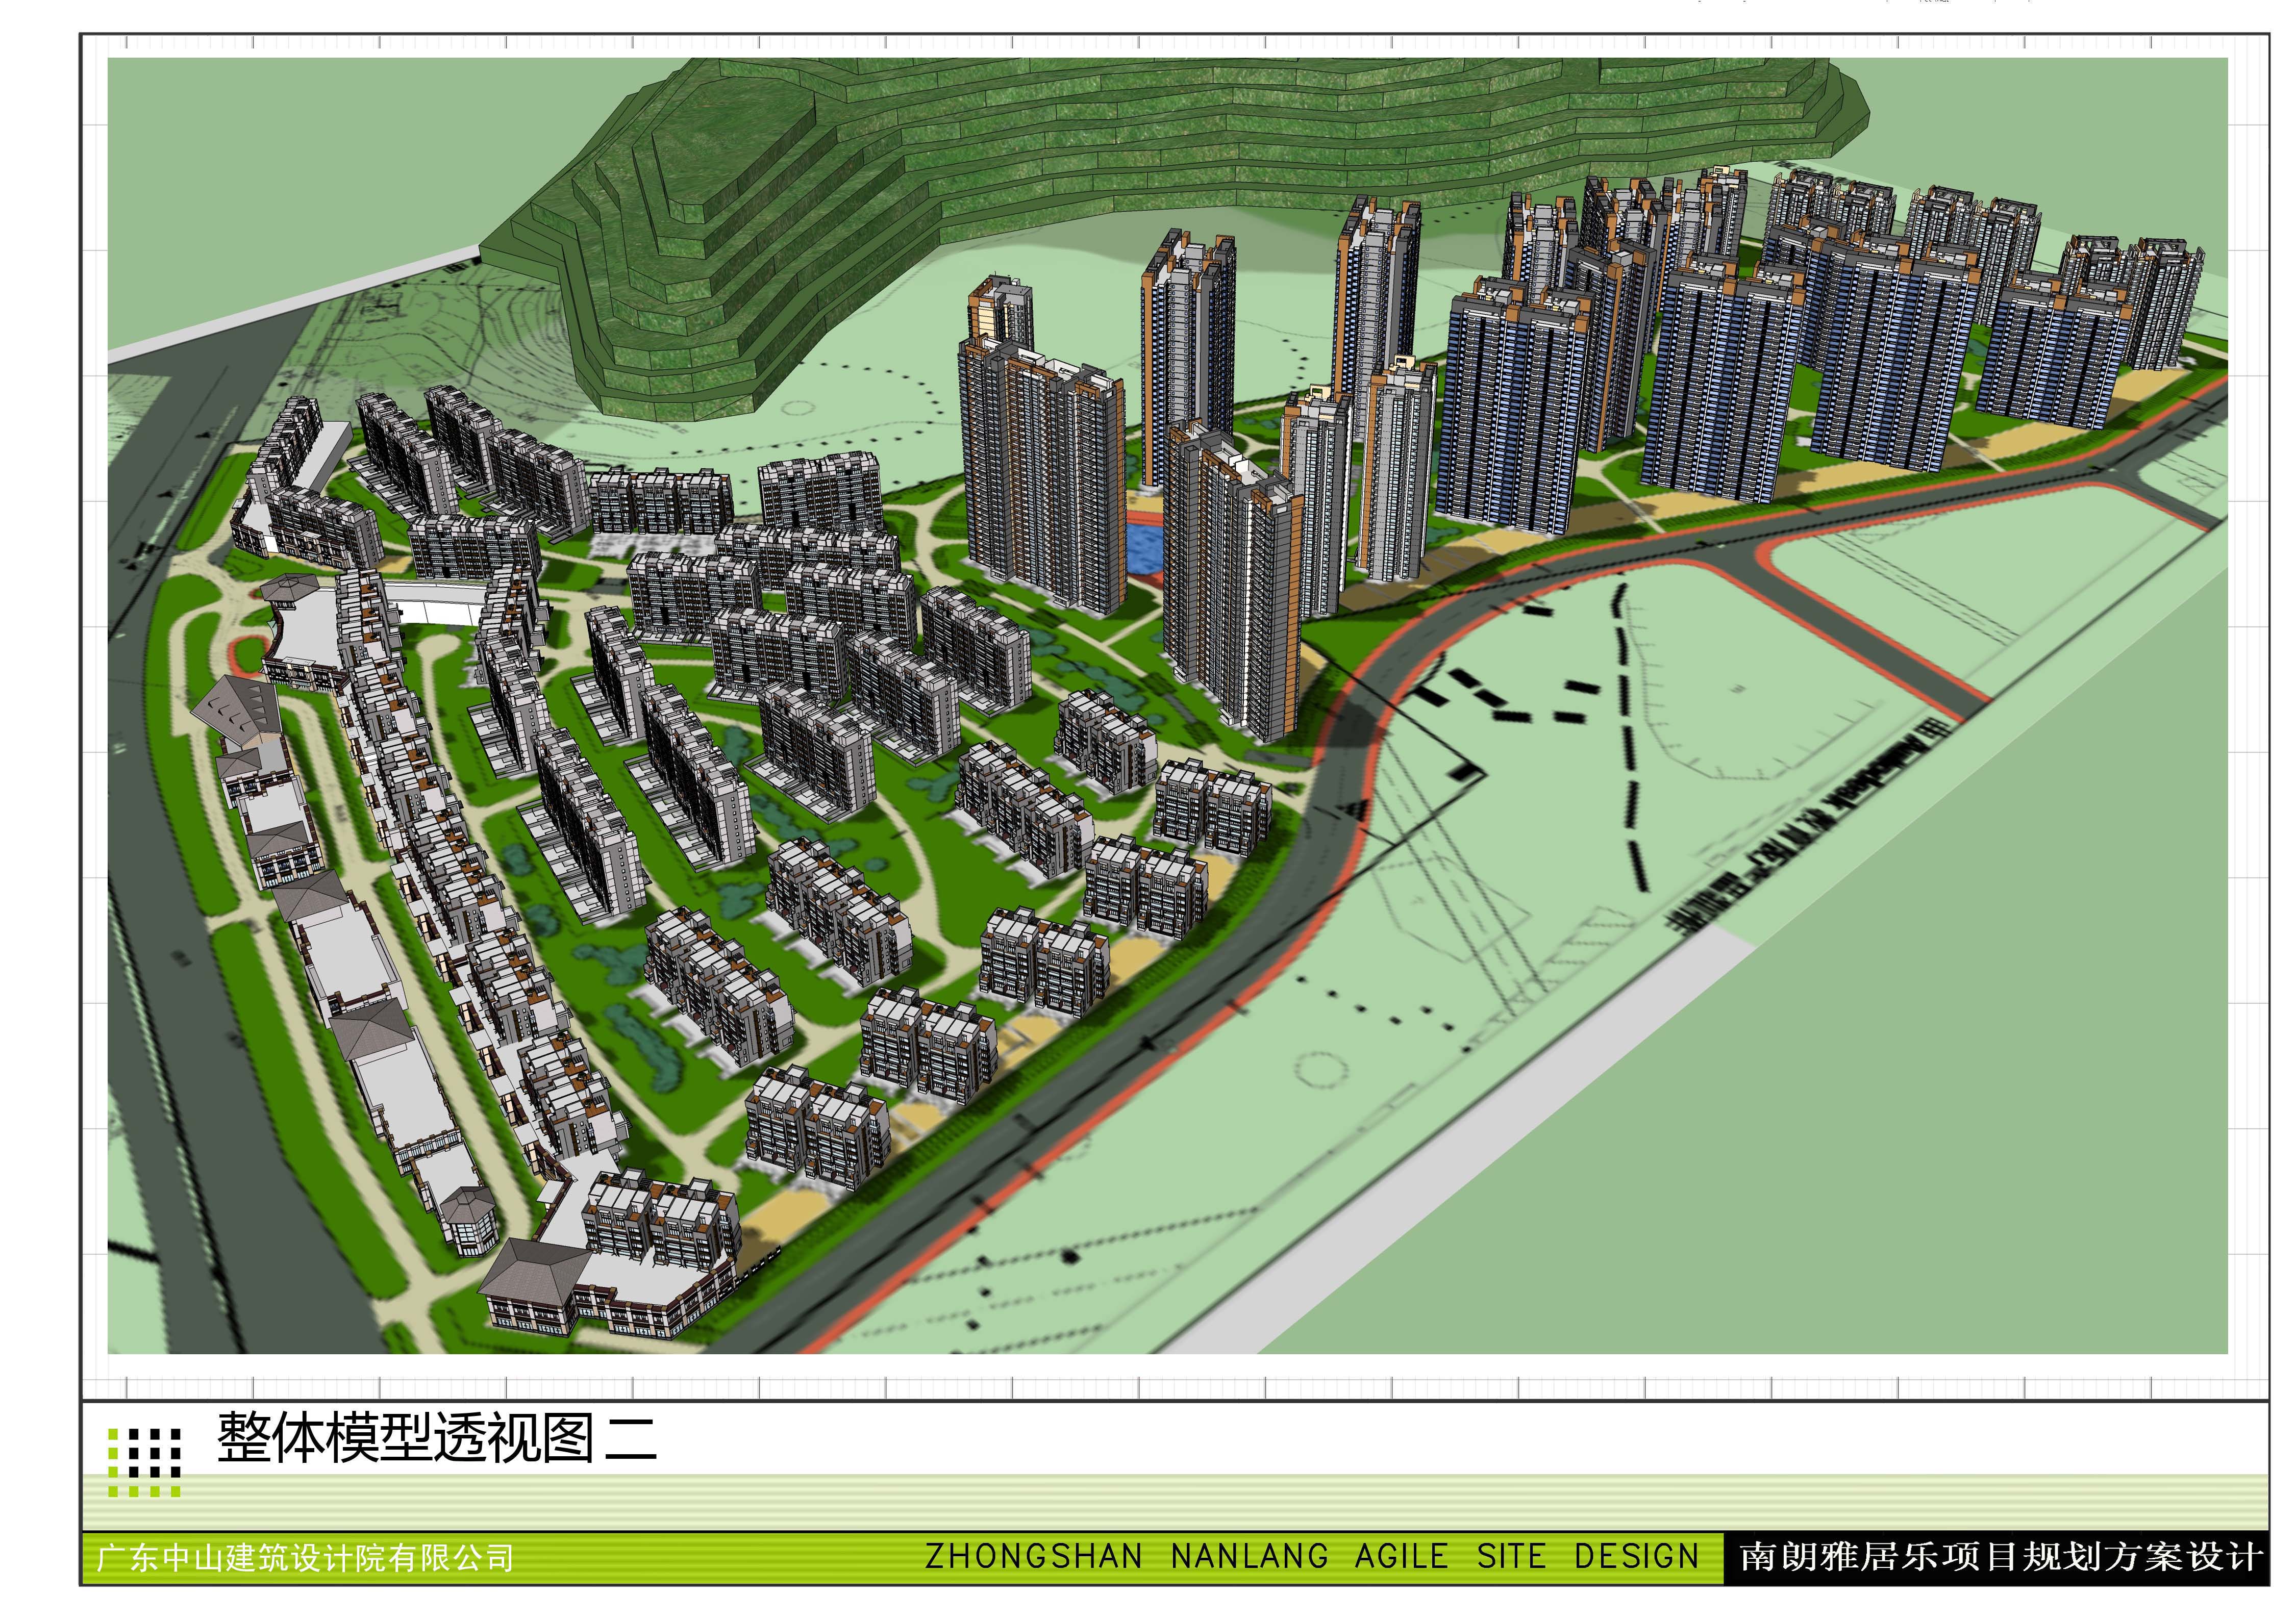 整体模型透视图二
广东中山建筑设计院有限公司
ZHONGSHAN NANLANG AGILE SITE DESIGN
南朗雅居乐项目规划方案设计